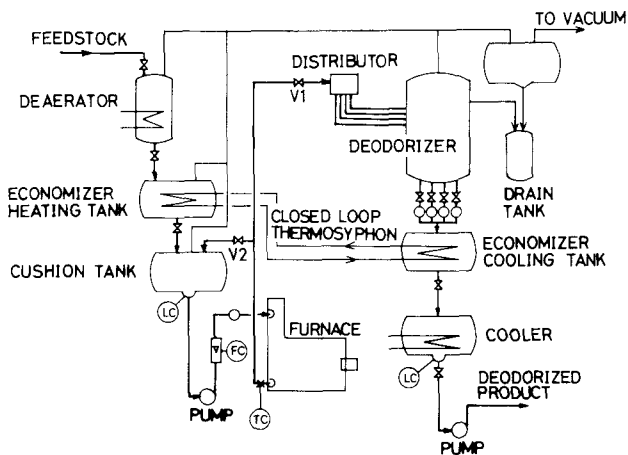 TO VACUUM
FEEDSTOCK
DISTRIBUTOR
V1
DEAERATOR
DEODORIZER
DRAIN
TANK
ECONOMIZER
HEATING TANK
CLOSED LOOP
THERMOSYPHON
ECONOMIZER
COOLING TANK
V2
CUSHION TANK
LC
FURNACE
COOLER
FC
LC
DEODORIZED
PRODUCT
PUMP
TC
PUMP